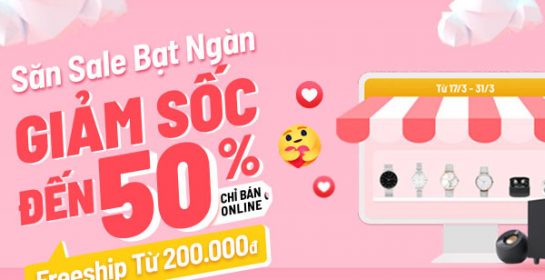 Săn Sale Bạt Ngàn
GIẢM SỐC
ĐẾN 50%
CHỈ BÁN
ONLINE
Freeship Từ 200.000đ
Từ 17/3 - 31/3